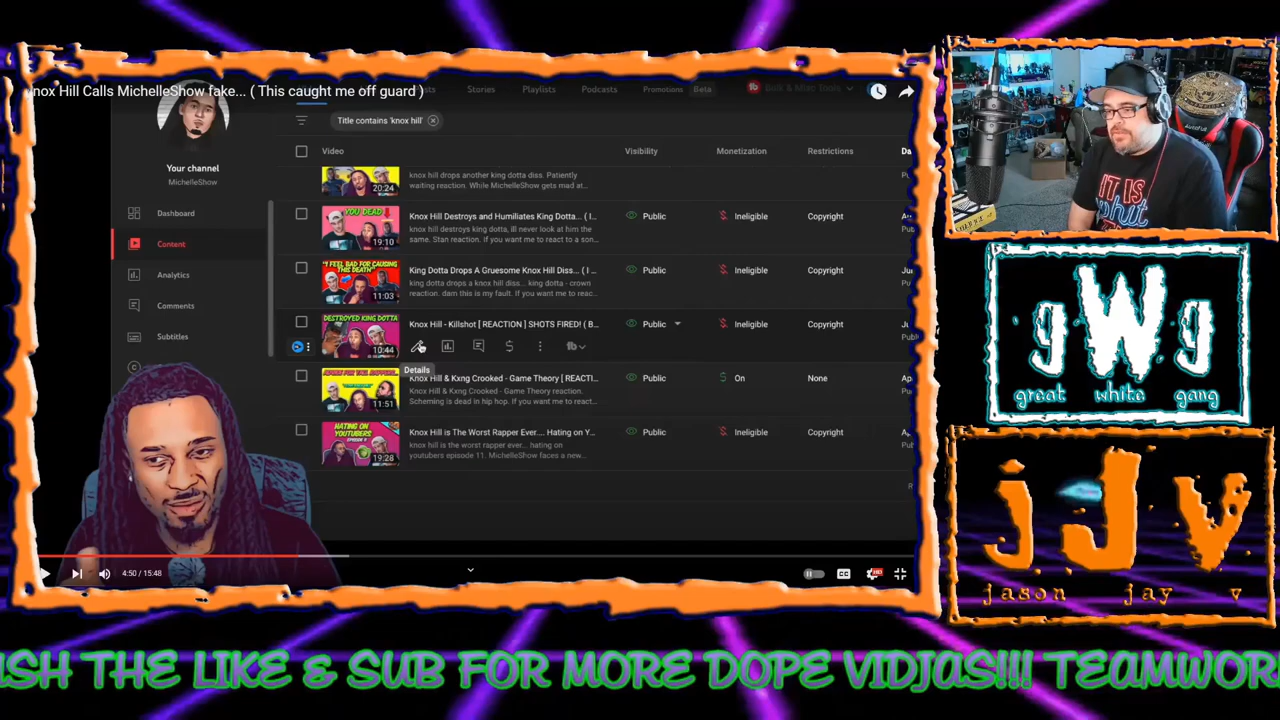 nox Hill Calls MichelleShow fake... ( This caught me off guard )
Stories
Playlists
Podcasts
Promotions
Beta
Title contains 'knox hill'
Your channel
MichelleShow
Dashboard
Content
Analytics
Comments
Subtitles
Video
Visibility
Monetization
Restrictions
20:24
knox hill drops another king dotta diss. Patiently
waiting reaction. While MichelleShow gets mad at...
YOU DEAD
19:10
Knox Hill Destroys and Humiliates King Dotta... ( I...
Public
Ineligible
Copyright
knox hill destroys king dotta, ill never look at him
the same. Stan reaction. If you want me to react to a son...
"I FEEL BAD FOR CAUSING
THIS DEATH"
11:03
King Dotta Drops A Gruesome Knox Hill Diss... ( I ...
Public
Ineligible
Copyright
king dotta drops a knox hill diss... king dotta -
crown
reaction. dam this is my fault. If you want me to reac...
DESTROYED KING DOTTA
10:44
Knox Hill - Killshot [ REACTION ] SHOTS FIRED! ( B...
Public
Ineligible
Copyright
Details
11:51
Knox Hill & Kxng Crooked - Game Theory [ REACTI...
Public
On
None
Knox Hill & Kxng Crooked - Game Theory reaction.
Scheming is dead in hip hop. If you want me to react to...
HATING ON
YOUTUBERS
19:28
Knox Hill is The Worst Rapper Ever.... Hating on Y...
Public
Ineligible
Copyright
knox hill is the worst rapper ever... hating on
youtubers episode 11. MichelleShow faces a new...
4:50 / 15:48
CC
HD
IT IS
gWg
great white gang
jJv
jason jay v
SH THE LIKE & SUB FOR MORE DOPE VIDJAS!!! TEAMWOR